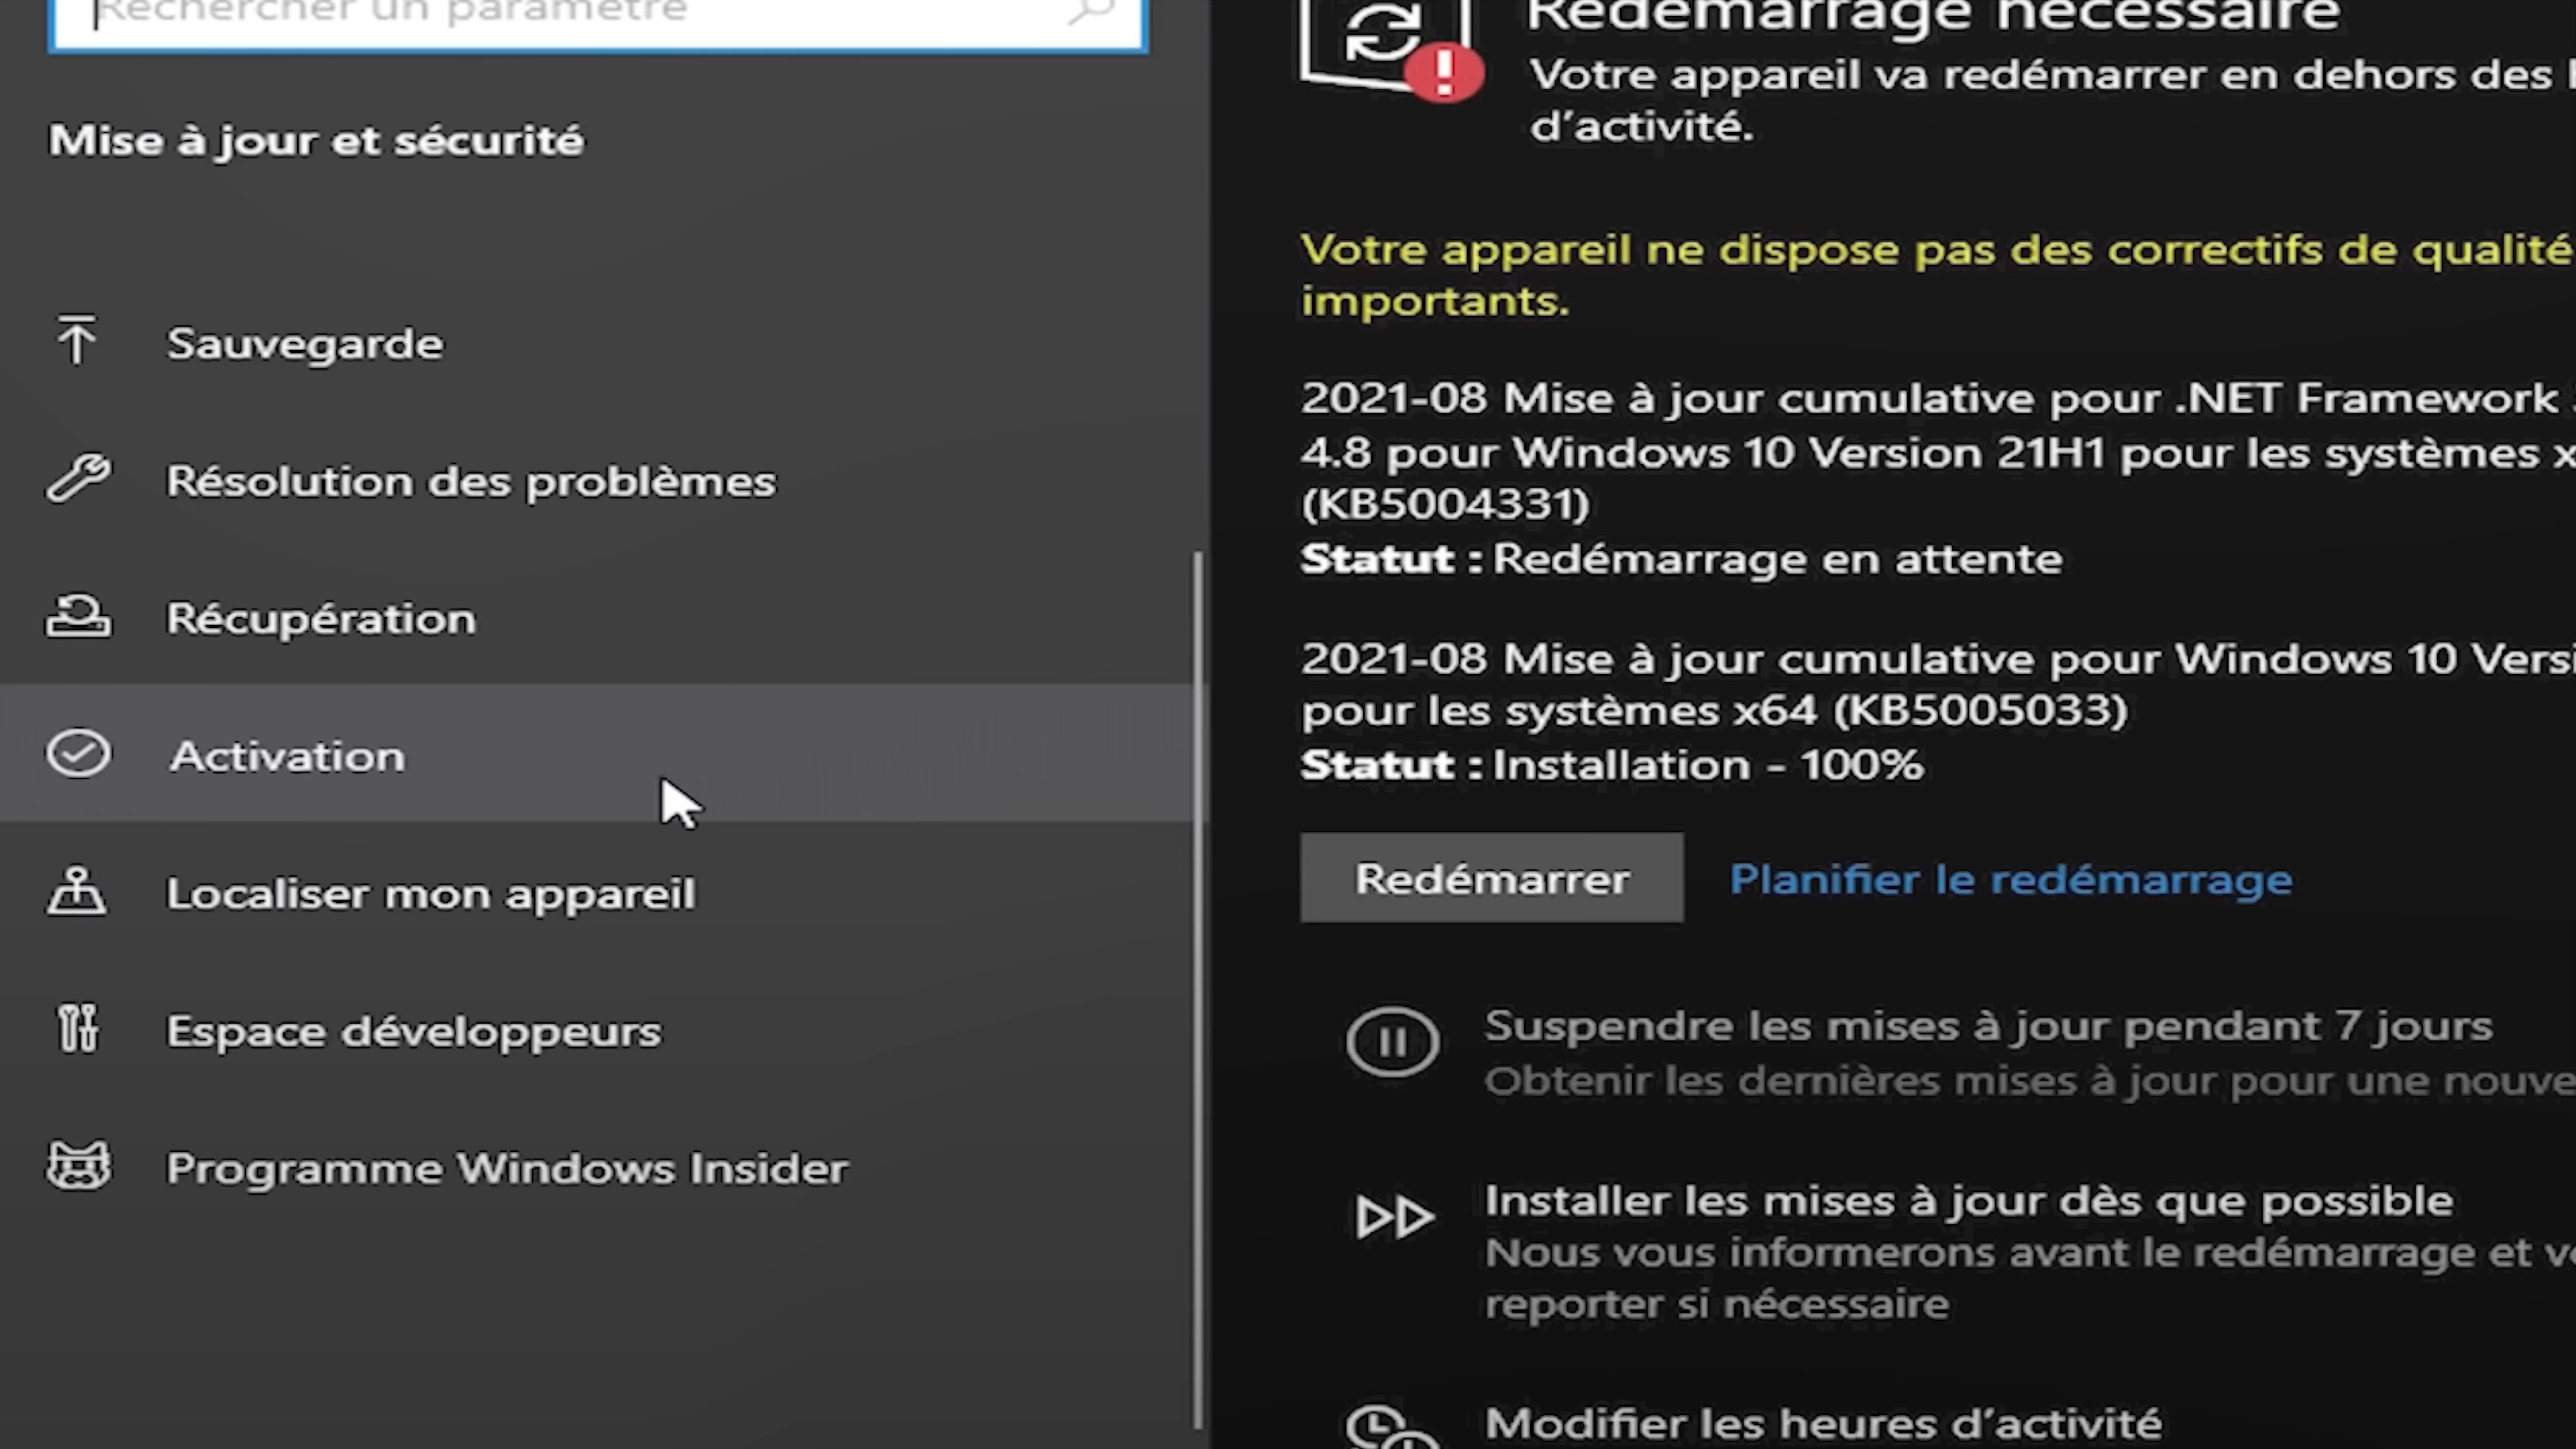 Rechercher un paramètre
Mise à jour et sécurité
Sauvegarde
Résolution des problèmes
Récupération
Activation
Localiser mon appareil
Espace développeurs
Programme Windows Insider
Redémarrage nécessaire
Votre appareil va redémarrer en dehors des
d'activité.
Votre appareil ne dispose pas des correctifs de qualité
importants.
2021-08 Mise à jour cumulative pour .NET Framework
4.8 pour Windows 10 Version 21H1 pour les systèmes
(KB5004331)
Statut : Redémarrage en attente
2021-08 Mise à jour cumulative pour Windows 10
pour les systèmes x64 (KB5005033)
Statut : Installation - 100%
Redémarrer Planifier le redémarrage
Suspendre les mises à jour pendant 7 jours
Obtenir les dernières mises à jour pour une
Installer les mises à jour dès que possible
Nous vous informerons avant le redémarrage et
reporter si nécessaire
Modifier les heures d'activité